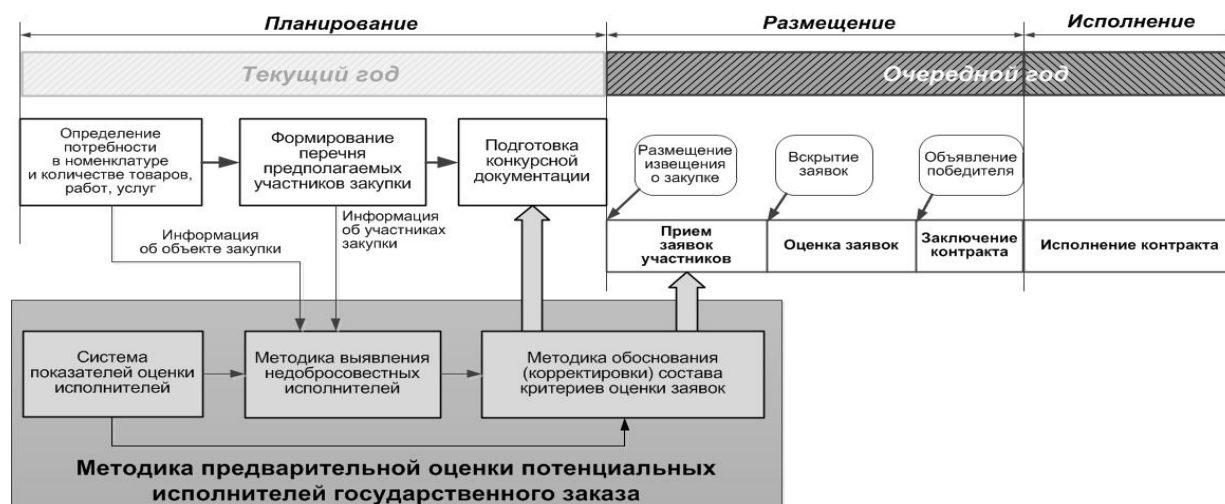 Планирование
Размещение
Исполнение
Текущий год
Очередной год
Определение
потребности
в номенклатуре
и количестве товаров,
работ, услуг
Формирование
перечня
предполагаемых
участников закупки
Подготовка
конкурсной
документации
Размещение
извещения
о закупке
Вскрытие
заявок
Объявление
победителя
Информация
об объекте закупки
Информация
об участниках
закупки
Прием
заявок
участников
Оценка заявок
Заключение
контракта
Исполнение контракта
Система
показателей оценки
исполнителей
Методика выявления
недобросовестных
исполнителей
Методика обоснования
(корректировки) состава
критериев оценки заявок
Методика предварительной оценки потенциальных
исполнителей государственного заказа